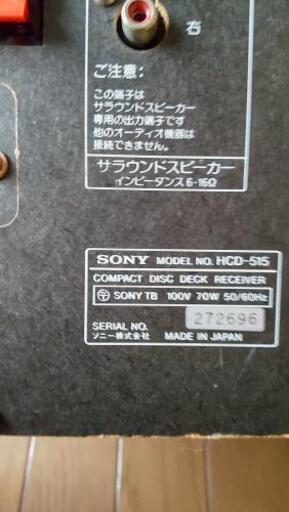 右
ご注意:
この端子は
サラウンドスピーカー
専用の出力端子です
他のオーディオ機器は
接続できません。
サラウンドスピーカー
インピーダンス6-16Ω
SONY MODEL NO. HCD-515
COMPACT DISC DECK RECEIVER
SONY TB 100V 70W 50/60Hz
SERIAL NO. 272696
ソニー株式会社 MADE IN JAPAN